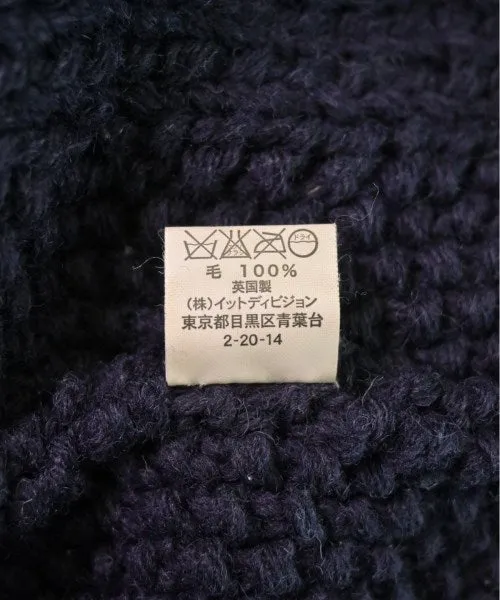 ドライ
毛 100%
英国製
(株)イットディビジョン
東京都目黒区青葉台
2-20-14